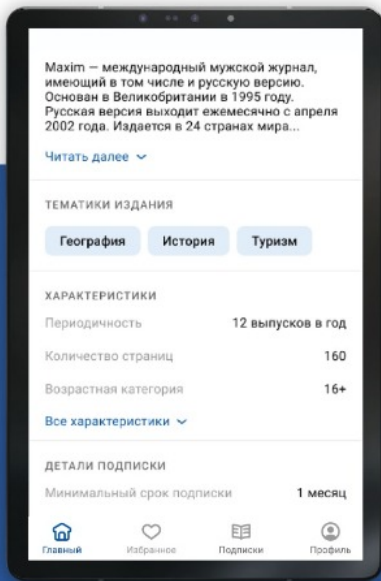 Maxim — международный мужской журнал,
имеющий в том числе и русскую версию.
Основан в Великобритании в 1995 году.
Русская версия выходит ежемесячно с апреля
2002 года. Издается в 24 странах мира...
Читать далее
ТЕМАТИКИ ИЗДАНИЯ
География История Туризм
ХАРАКТЕРИСТИКИ
Периодичность 12 выпусков в год
Количество страниц 160
Возрастная категория 16+
Все характеристики
ДЕТАЛИ ПОДПИСКИ
Минимальный срок подписки 1 месяц
Главный Избранное Подписки Профиль